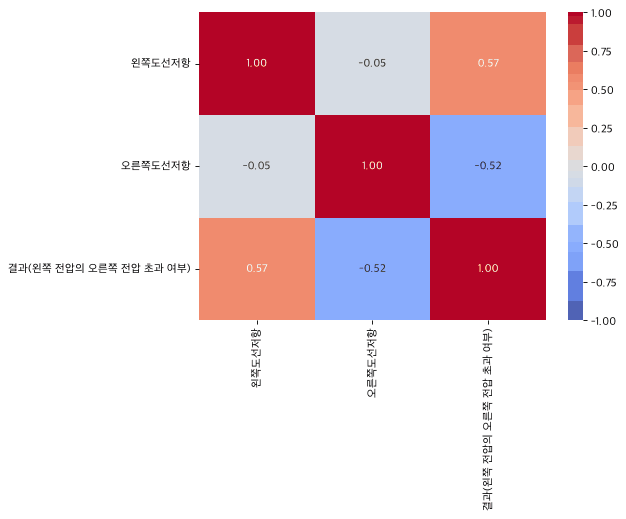 왼쪽도선저항
오른쪽도선저항
결과(왼쪽 전압의 오른쪽 전압 초과 여부)
1.00 -0.05 0.57
-0.05 1.00 -0.52
0.57 -0.52 1.00
왼쪽도선저항
오른쪽도선저항
결과(왼쪽 전압의 오른쪽 전압 초과 여부)
1.00
0.75
0.50
0.25
0.00
-0.25
-0.50
-0.75
-1.00